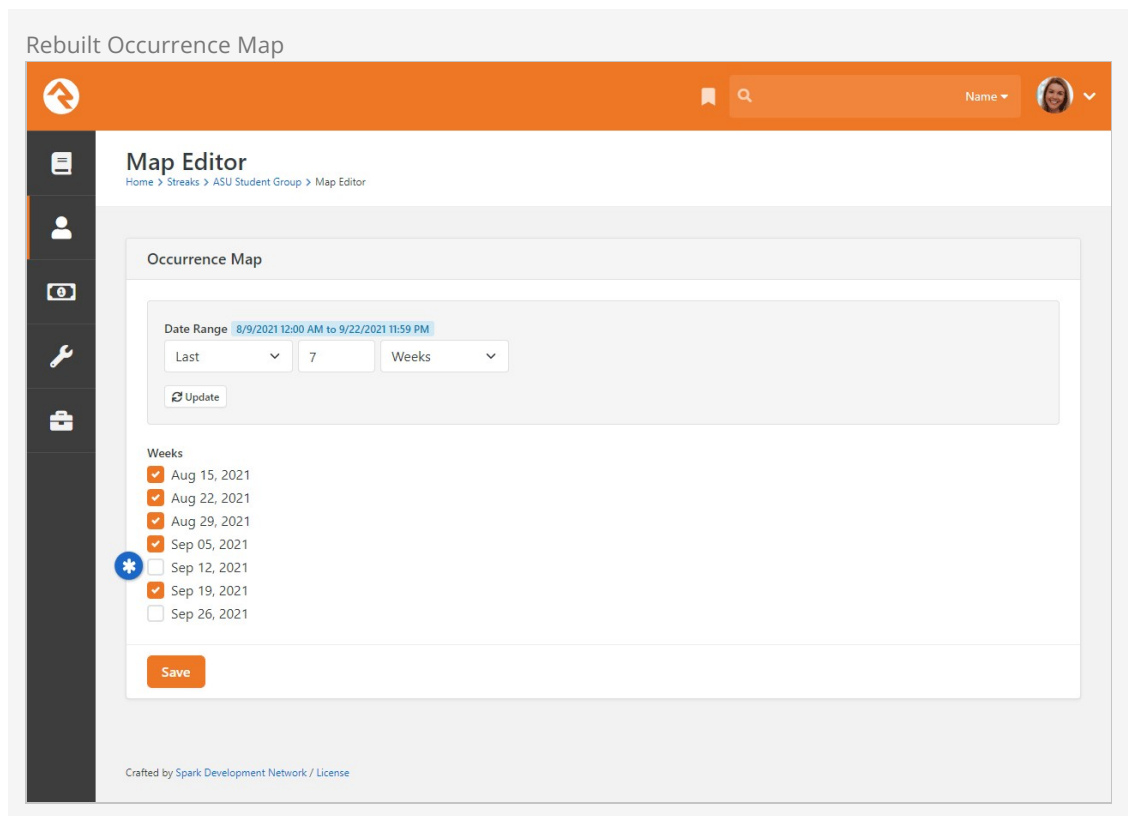 Rebuilt Occurrence Map
Name
Map Editor
Home > Streaks > ASU Student Group > Map Editor
Occurrence Map
Date Range 8/9/2021 12:00 AM to 9/22/2021 11:59 PM
Last 7 Weeks
Update
Weeks
Aug 15, 2021
Aug 22, 2021
Aug 29, 2021
Sep 05, 2021
Sep 12, 2021
Sep 19, 2021
Sep 26, 2021
Save
Crafted by Spark Development Network / License